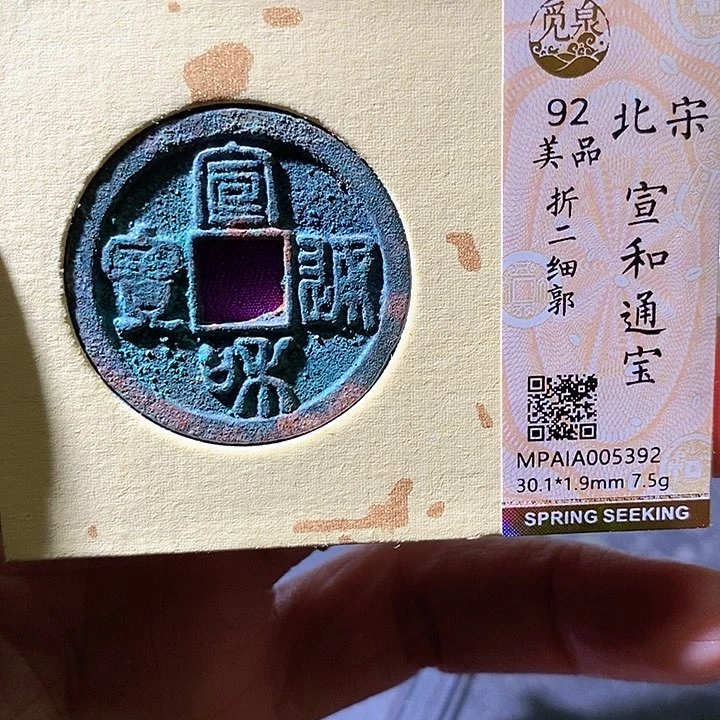 宣和通寶
觅泉
北宋
宣和通宝
92
美品
折二细郭
MPAIA005392
30.1*1.9mm 7.5g
SPRING SEEKING